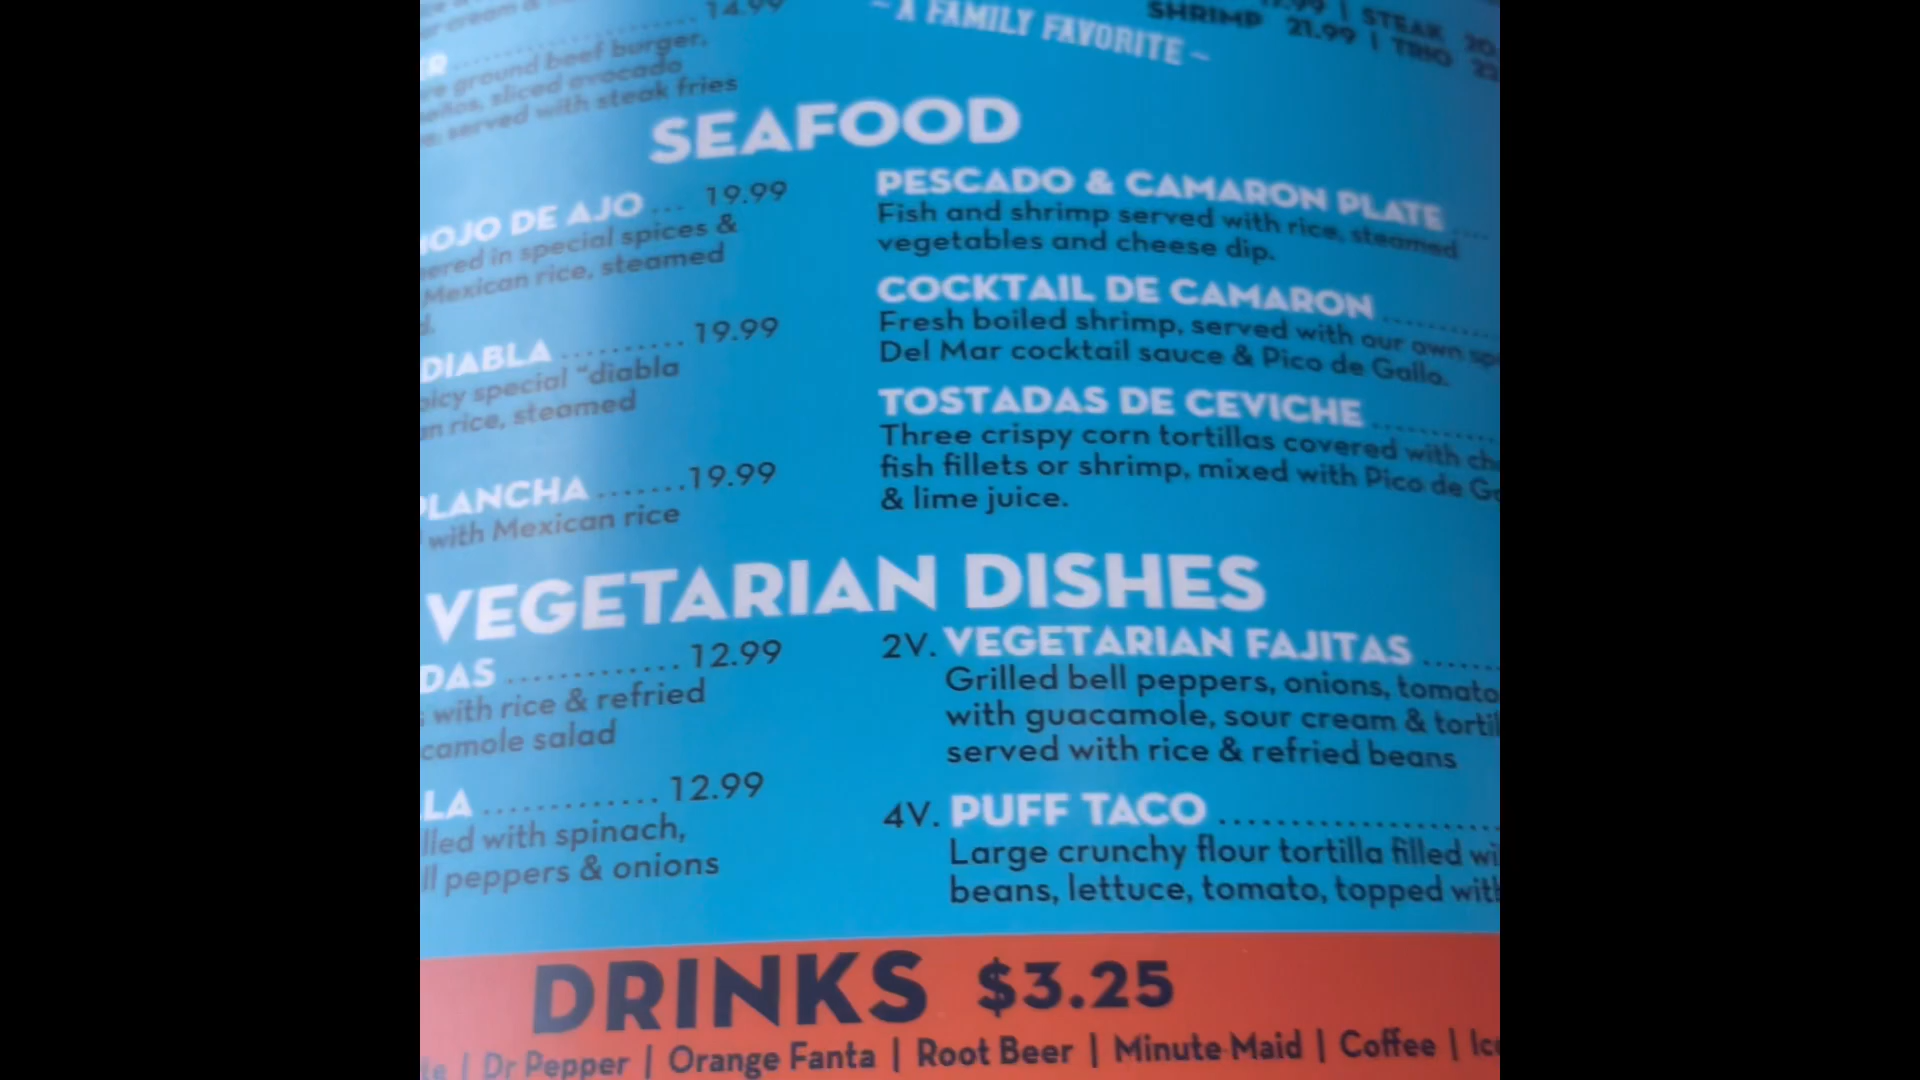 14.99
ground beef burger,
sliced avocado
served with steak fries
~ A FAMILY FAVORITE ~
STEAK
SHRIMP 21.99 | TRIO
SEAFOOD
MOJO DE AJO ... 19.99
in special spices &
Mexican rice, steamed
DIABLA .......... 19.99
special "diabla
rice, steamed
PLANCHA .......19.99
with Mexican rice
PESCADO & CAMARON PLATE ....
Fish and shrimp served with rice, steamed
vegetables and cheese dip.
COCKTAIL DE CAMARON ............
Fresh boiled shrimp, served with our own
Del Mar cocktail sauce & Pico de Gallo.
TOSTADAS DE CEVICHE ............
Three crispy corn tortillas covered with
fish fillets or shrimp, mixed with Pico de
& lime juice.
VEGETARIAN DISHES
DAS ............ 12.99
with rice & refried
camole salad
LA ............. 12.99
lled with spinach,
ll peppers & onions
2V. VEGETARIAN FAJITAS ......
Grilled bell peppers, onions, tomato
with guacamole, sour cream & tortil
served with rice & refried beans
4V. PUFF TACO ......................
Large crunchy flour tortilla filled wi
beans, lettuce, tomato, topped with
DRINKS $3.25
| Dr Pepper | Orange Fanta | Root Beer | Minute Maid | Coffee |